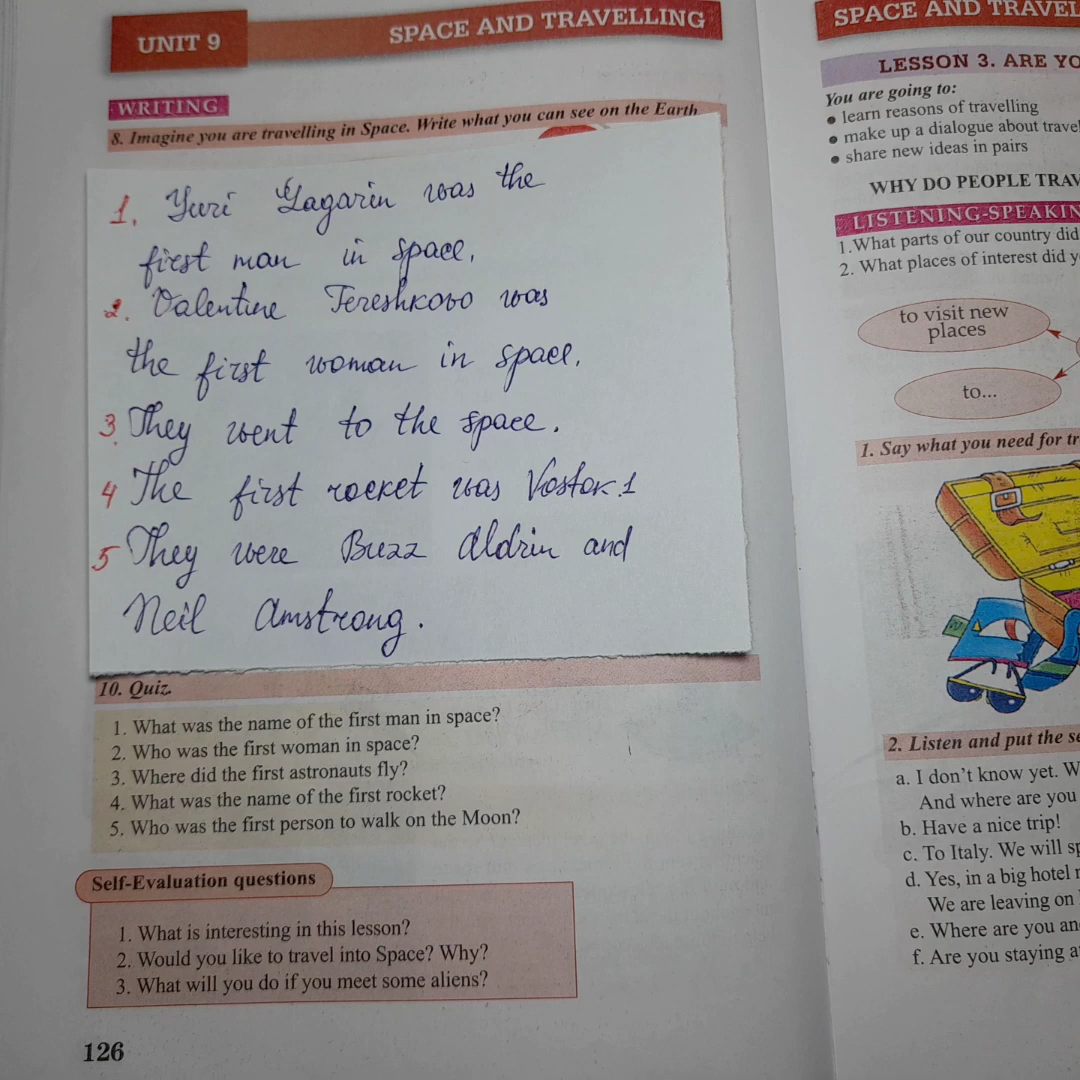 UNIT 9
SPACE AND TRAVELLING
WRITING
8. Imagine you are travelling in Space. Write what you can see on the Earth
1. Yuri Gagarin was the
first man in space.
2. Valentine Tereshkovo was
the first woman in space.
3. They went to the space.
4 The first rocket was Vostok 1
5 They were Buzz Aldrin and
Neil Amstrong.
10. Quiz.
1. What was the name of the first man in space?
2. Who was the first woman in space?
3. Where did the first astronauts fly?
4. What was the name of the first rocket?
5. Who was the first person to walk on the Moon?
Self-Evaluation questions
1. What is interesting in this lesson?
2. Would you like to travel into Space? Why?
3. What will you do if you meet some aliens?
126
SPACE AND TRAVEL
LESSON 3. ARE YO
You are going to:
• learn reasons of travelling
• make up a dialogue about travel
• share new ideas in pairs
WHY DO PEOPLE TRAV
LISTENING-SPEAKIN
1.What parts of our country did
2. What places of interest did y
to visit new
places
to...
1. Say what you need for tr
2. Listen and put the se
a. I don't know yet. W
And where are you
b. Have a nice trip!
c. To Italy. We will sp
d. Yes, in a big hotel
We are leaving on
e. Where are you an
f. Are you staying a